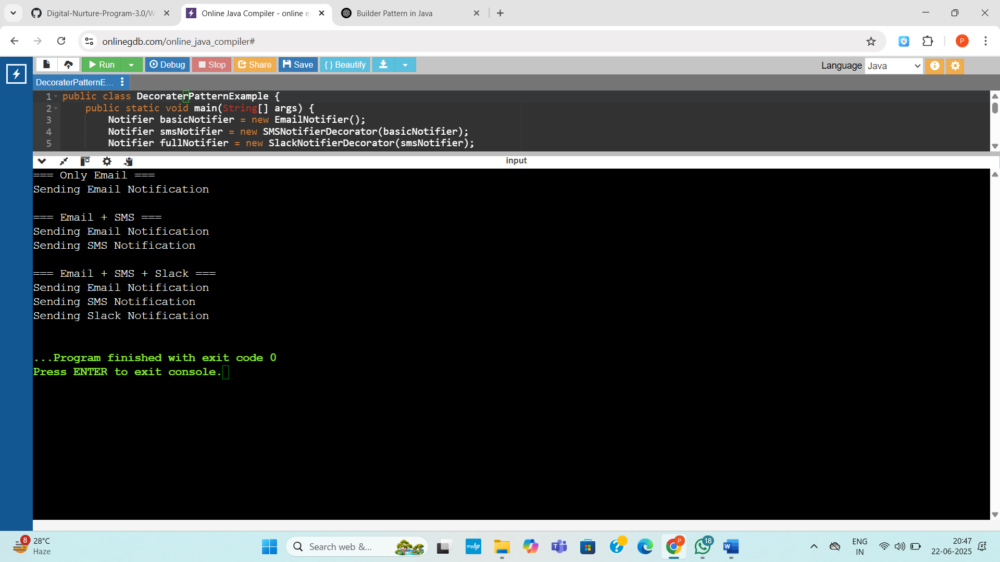 Digital-Nurture-Program-3.0/W
Online Java Compiler - online e
Builder Pattern in Java
onlinegdb.com/online_java_compiler#
P
Run
Debug
Stop
Share
Save
{ } Beautify
Language
Java
DecoraterPatternE...
1 public class DecoraterPatternExample {
2 public static void main(String[] args) {
3 Notifier basicNotifier = new EmailNotifier();
4 Notifier smsNotifier = new SMSNotifierDecorator(basicNotifier);
5 Notifier fullNotifier = new SlackNotifierDecorator(smsNotifier);
input
=== Only Email ===
Sending Email Notification
=== Email + SMS ===
Sending Email Notification
Sending SMS Notification
=== Email + SMS + Slack ===
Sending Email Notification
Sending SMS Notification
Sending Slack Notification
...Program finished with exit code 0
Press ENTER to exit console.
8
28°C
Haze
Search web &...
myhp
P
18
W
ENG
IN
20:47
22-06-2025